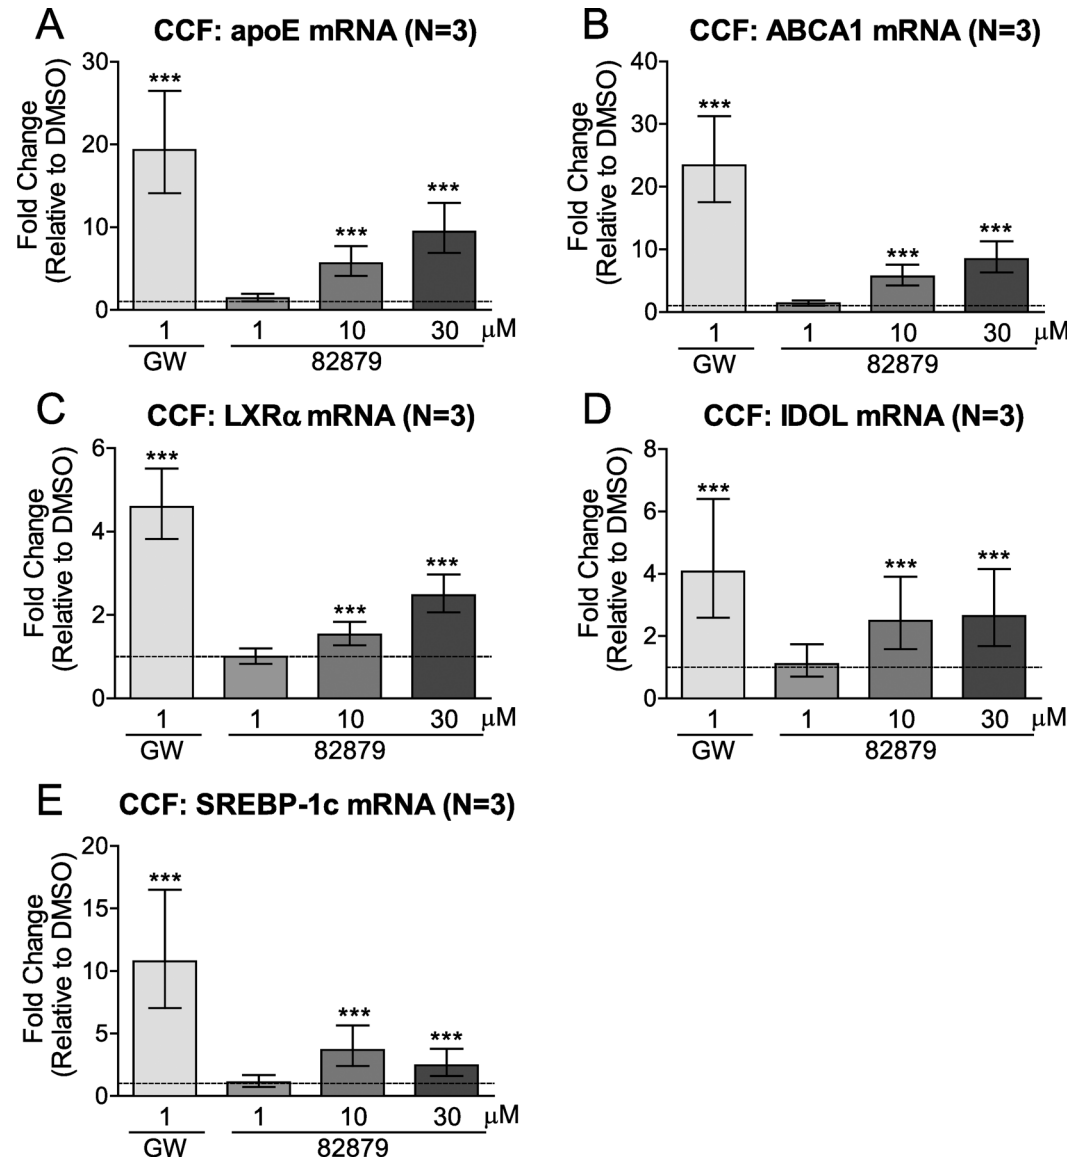 A
CCF: apoE mRNA (N=3)
Fold Change
(Relative to DMSO)
30
20
10
0
***
***
***
1 1 10 30 μM
GW 82879
B
CCF: ABCA1 mRNA (N=3)
Fold Change
(Relative to DMSO)
40
30
20
10
0
***
***
***
1 1 10 30 μM
GW 82879
C
CCF: LXRα mRNA (N=3)
Fold Change
(Relative to DMSO)
6
4
2
0
***
***
***
1 1 10 30 μM
GW 82879
D
CCF: IDOL mRNA (N=3)
Fold Change
(Relative to DMSO)
8
6
4
2
0
***
***
***
1 1 10 30 μM
GW 82879
E
CCF: SREBP-1c mRNA (N=3)
Fold Change
(Relative to DMSO)
20
15
10
5
0
***
***
***
1 1 10 30 μM
GW 82879